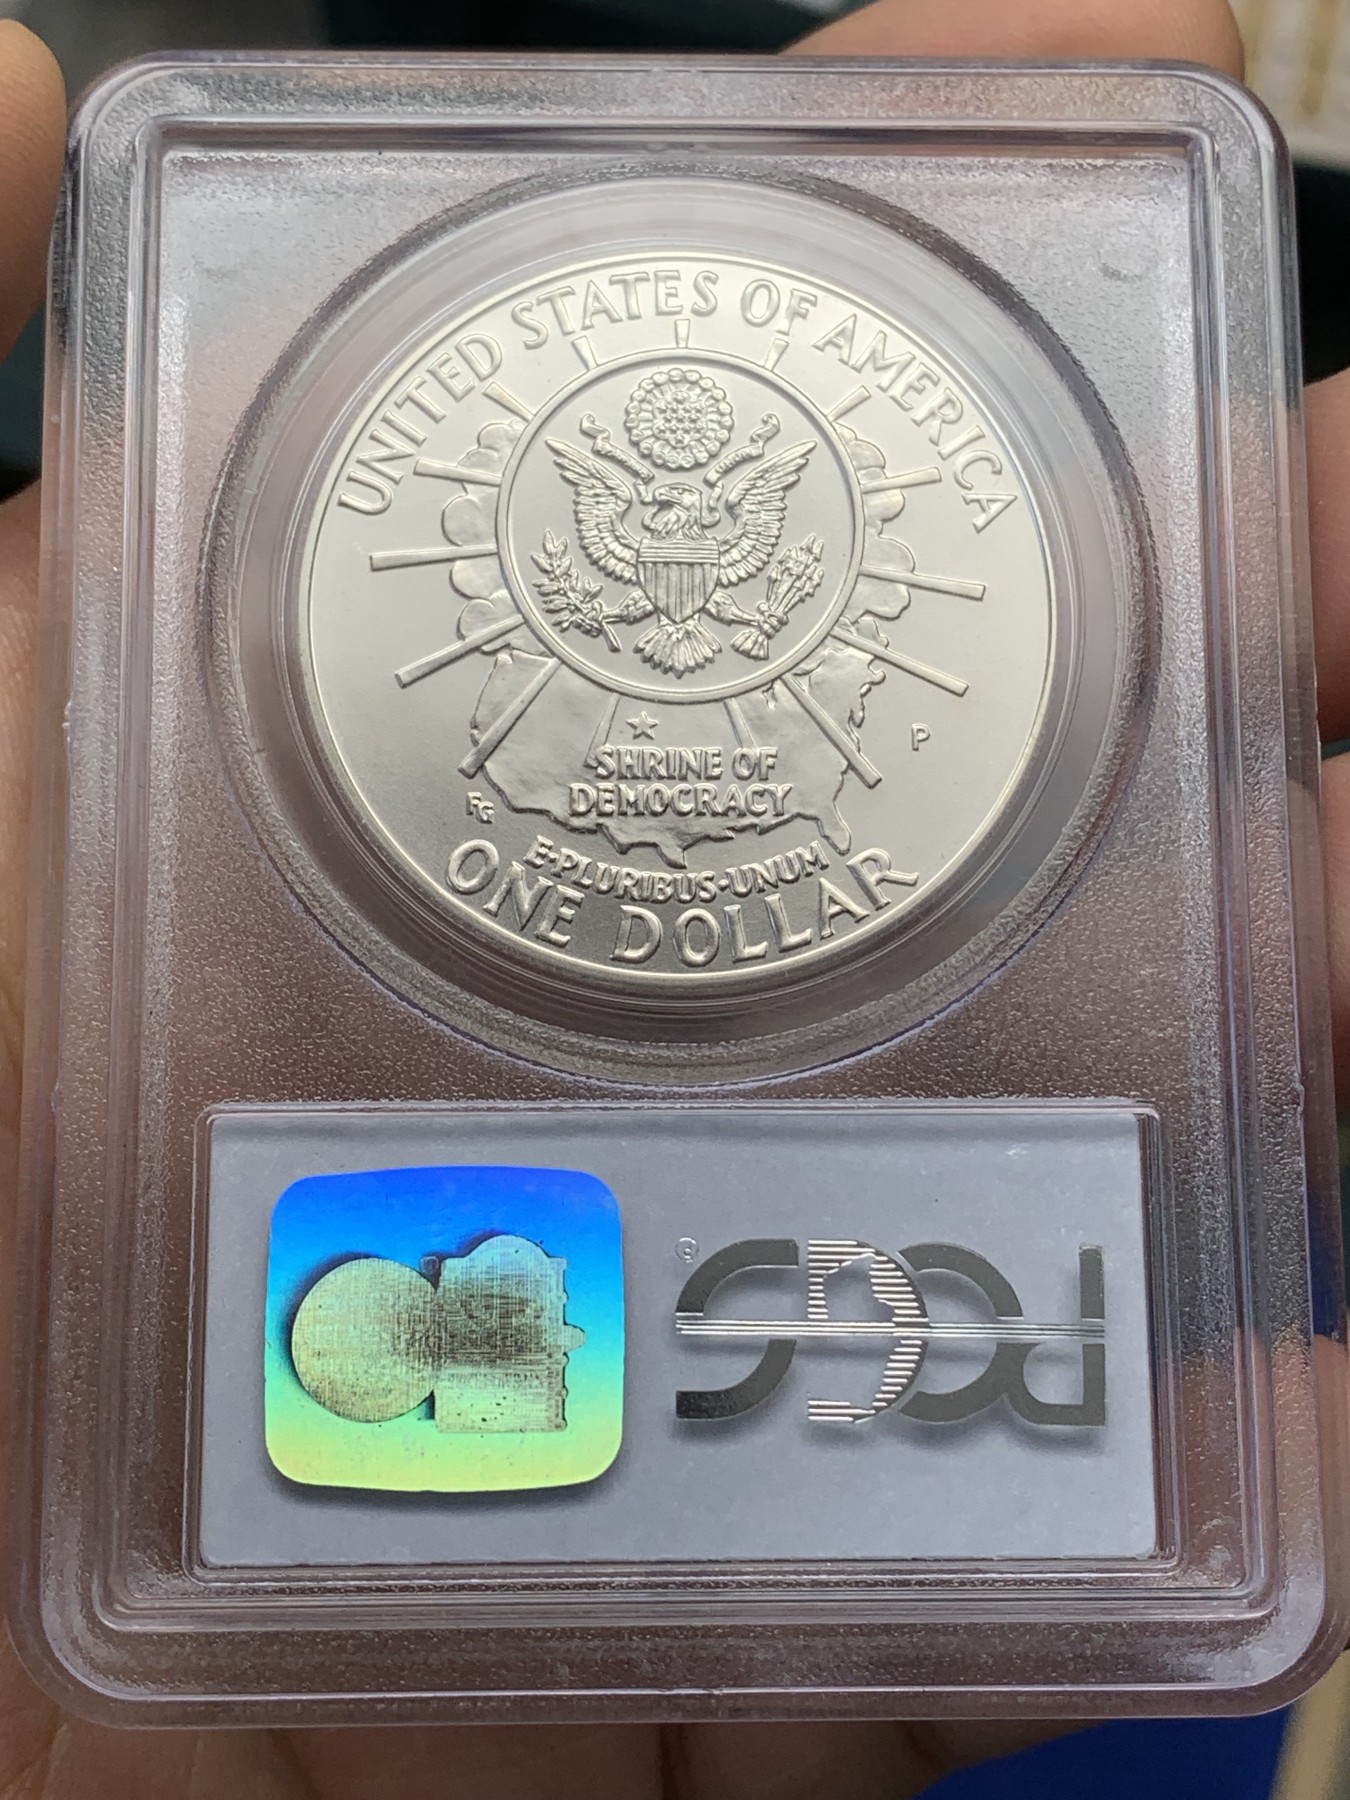 UNITED STATES OF AMERICA
P
SHRINE OF
DEMOCRACY
FG
E·PLURIBUS·UNUM
ONE DOLLAR
PCGS